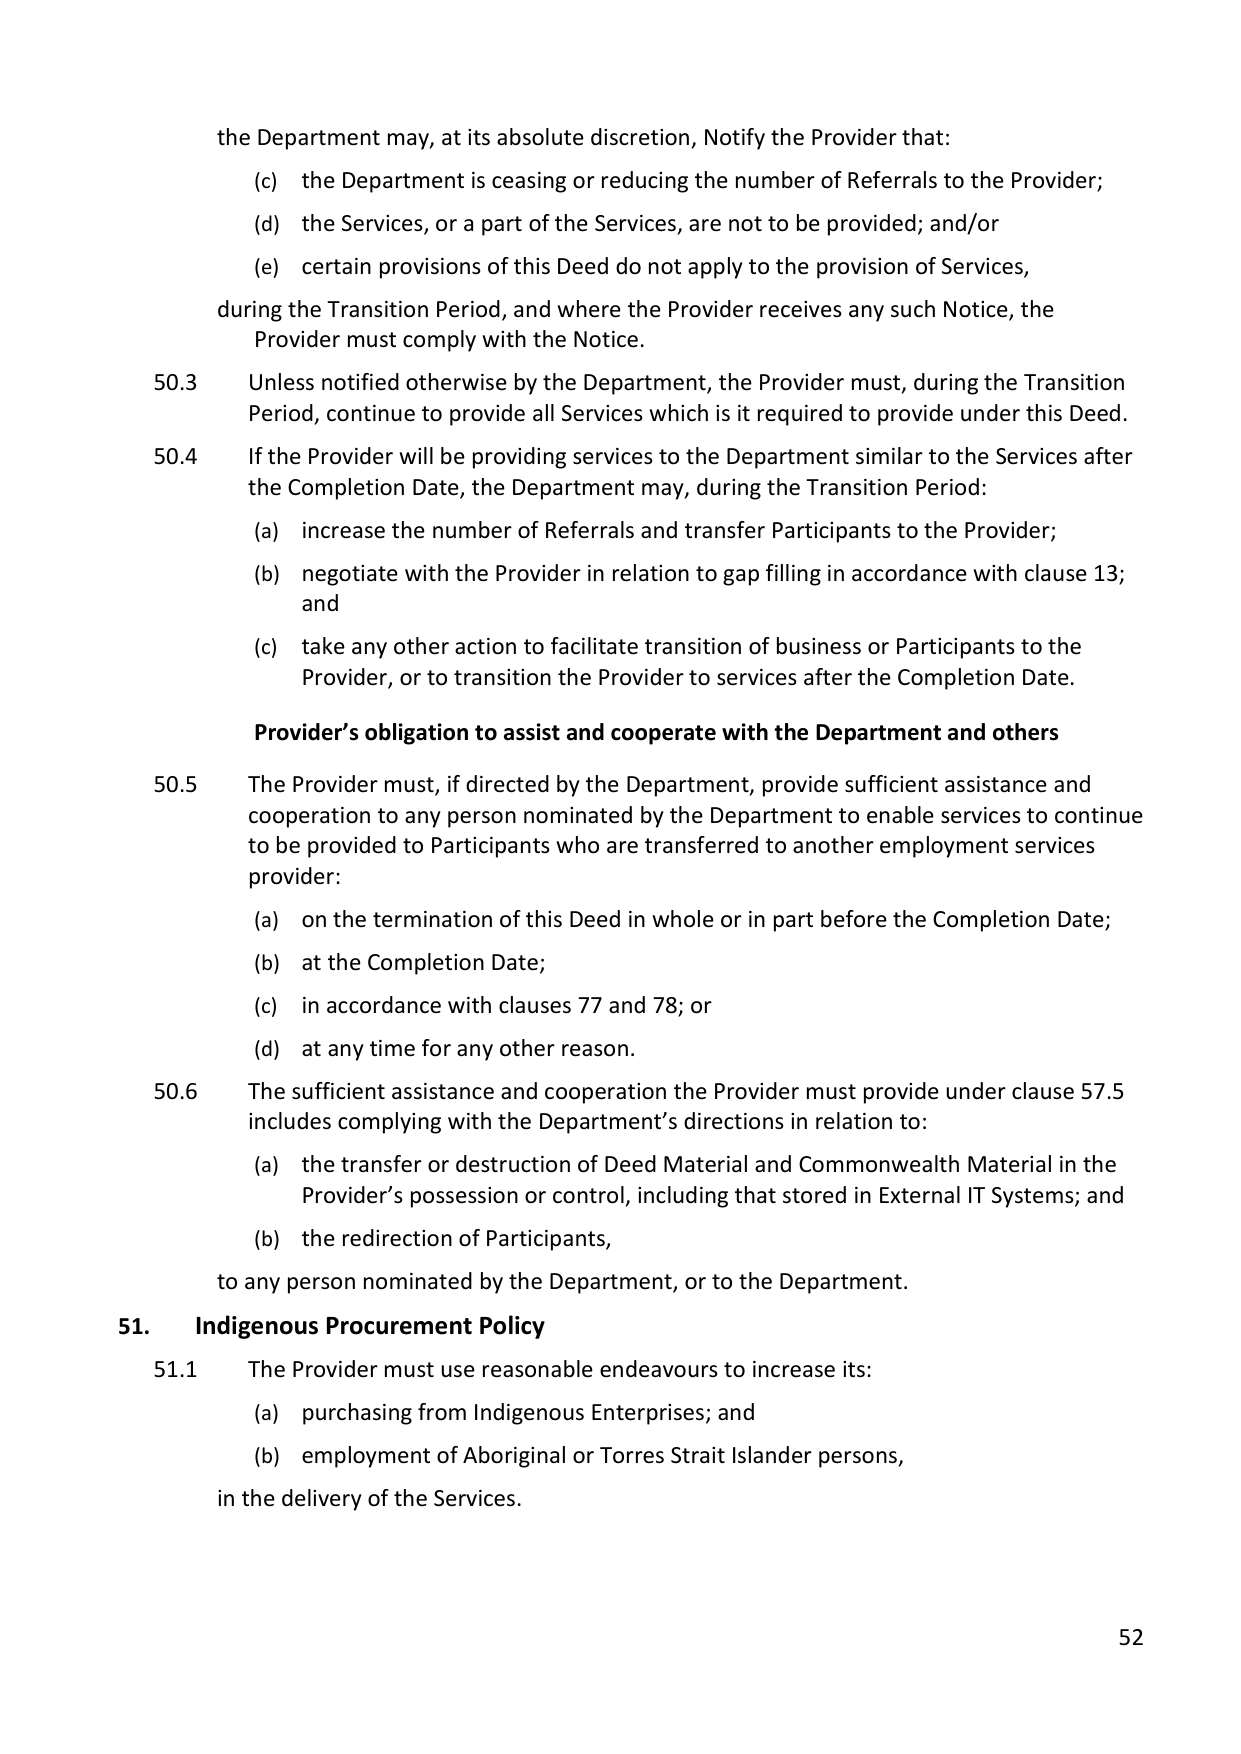 the Department may, at its absolute discretion, Notify the Provider that:
(c) the Department is ceasing or reducing the number of Referrals to the Provider;
(d) the Services, or a part of the Services, are not to be provided; and/or
(e) certain provisions of this Deed do not apply to the provision of Services,
during the Transition Period, and where the Provider receives any such Notice, the
Provider must comply with the Notice.
50.3 Unless notified otherwise by the Department, the Provider must, during the Transition
Period, continue to provide all Services which is it required to provide under this Deed.
50.4 If the Provider will be providing services to the Department similar to the Services after
the Completion Date, the Department may, during the Transition Period:
(a) increase the number of Referrals and transfer Participants to the Provider;
(b) negotiate with the Provider in relation to gap filling in accordance with clause 13;
and
(c) take any other action to facilitate transition of business or Participants to the
Provider, or to transition the Provider to services after the Completion Date.
Provider’s obligation to assist and cooperate with the Department and others
50.5 The Provider must, if directed by the Department, provide sufficient assistance and
cooperation to any person nominated by the Department to enable services to continue
to be provided to Participants who are transferred to another employment services
provider:
(a) on the termination of this Deed in whole or in part before the Completion Date;
(b) at the Completion Date;
(c) in accordance with clauses 77 and 78; or
(d) at any time for any other reason.
50.6 The sufficient assistance and cooperation the Provider must provide under clause 57.5
includes complying with the Department’s directions in relation to:
(a) the transfer or destruction of Deed Material and Commonwealth Material in the
Provider’s possession or control, including that stored in External IT Systems; and
(b) the redirection of Participants,
to any person nominated by the Department, or to the Department.
51. Indigenous Procurement Policy
51.1 The Provider must use reasonable endeavours to increase its:
(a) purchasing from Indigenous Enterprises; and
(b) employment of Aboriginal or Torres Strait Islander persons,
in the delivery of the Services.
52